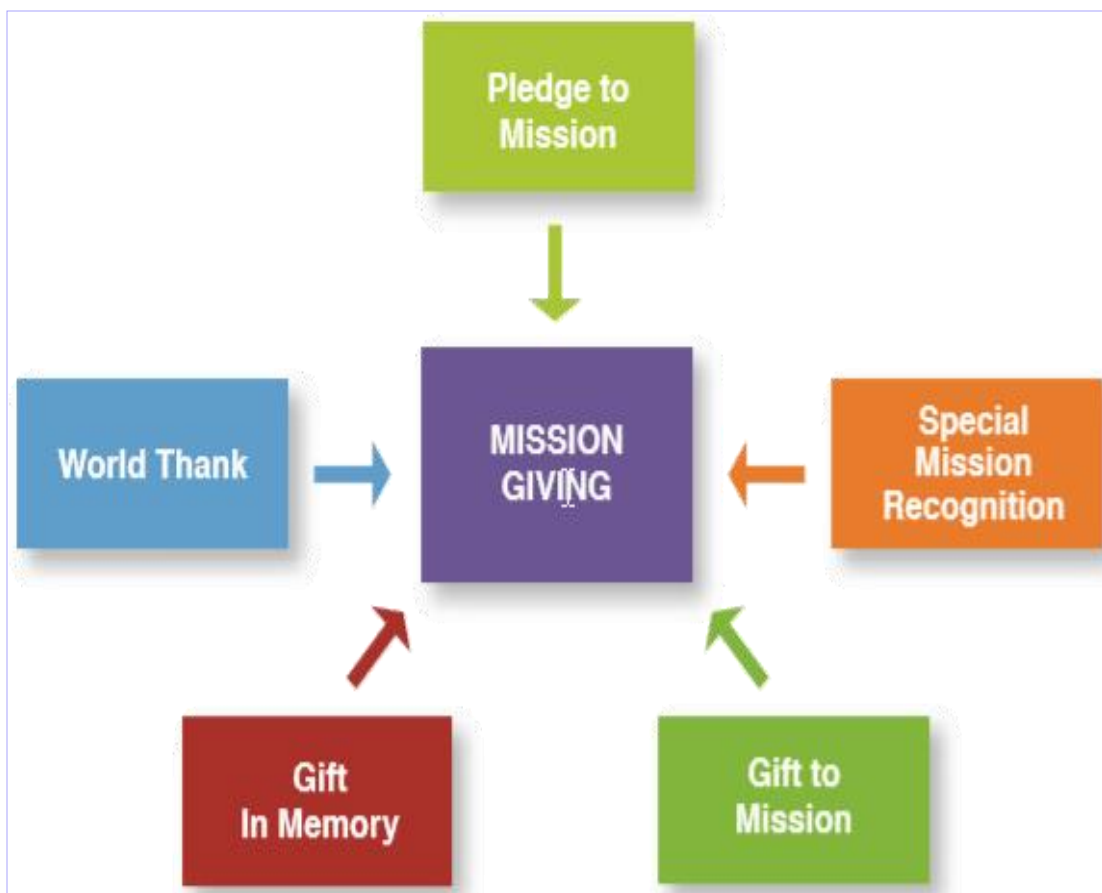 Pledge to
Mission
World Thank
MISSION
GIVING
Special
Mission
Recognition
Gift
In Memory
Gift to
Mission